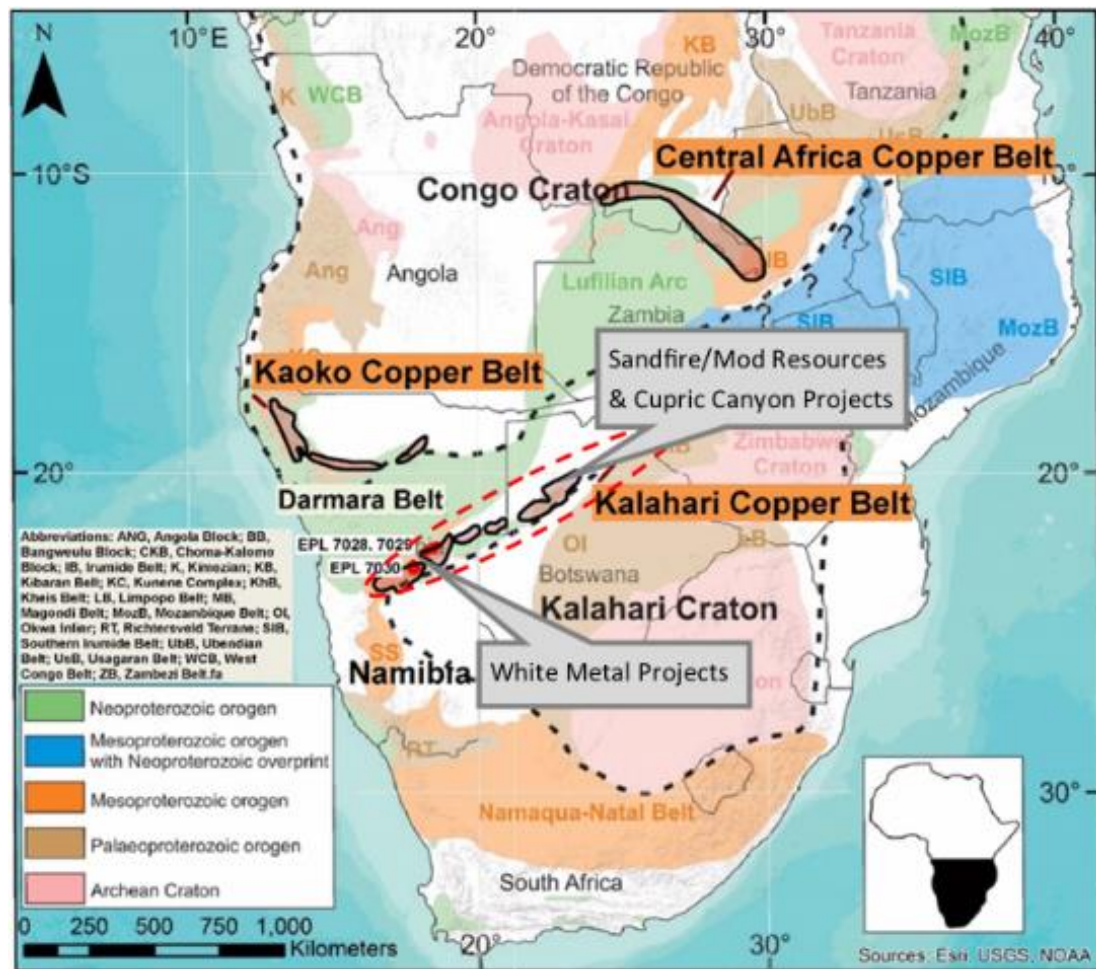 N
10°E
20°
30°
40°
KB
Tanzania
Craton
MozB
Democratic Republic
of the Congo
Tanzania
K
WCB
Angola-Kasai
Craton
UbB
UsB
Central Africa Copper Belt
10°S
Congo Craton
Ang
Ang
Angola
IB
Lufilian Arc
Zambia
?
?
?
SIB
SIB
MozB
Kaoko Copper Belt
Sandfire/Mod Resources
& Cupric Canyon Projects
Mozambique
Zimbabwe
Craton
20°
20°
Darmara Belt
Kalahari Copper Belt
EPL 7028. 7029
EPL 7030
OI
LB
Botswana
Kalahari Craton
Abbreviations: ANG, Angola Block; BB,
Bangweulu Block; CKB, Choma-Kalomo
Block; IB, Irumide Belt; K, Kimezian; KB,
Kibaran Belt; KC, Kunene Complex; KhB,
Kheis Belt; LB, Limpopo Belt; MB,
Magondi Belt; MozB, Mozambique Belt; OI,
Okwa Inlier; RT, Richtersveld Terrane; SIB,
Southern Irumide Belt; UbB, Ubendian
Belt; UsB, Usagaran Belt; WCB, West
Congo Belt; ZB, Zambezi Belt.fa
SS
Namibia
White Metal Projects
RT
Neoproterozoic orogen
Mesoproterozoic orogen
with Neoproterozoic overprint
Mesoproterozoic orogen
Palaeoproterozoic orogen
Archean Craton
Namaqua-Natal Belt
30°
South Africa
0 250 500 750 1,000
Kilometers
20°
30°
Sources: Esri, USGS, NOAA